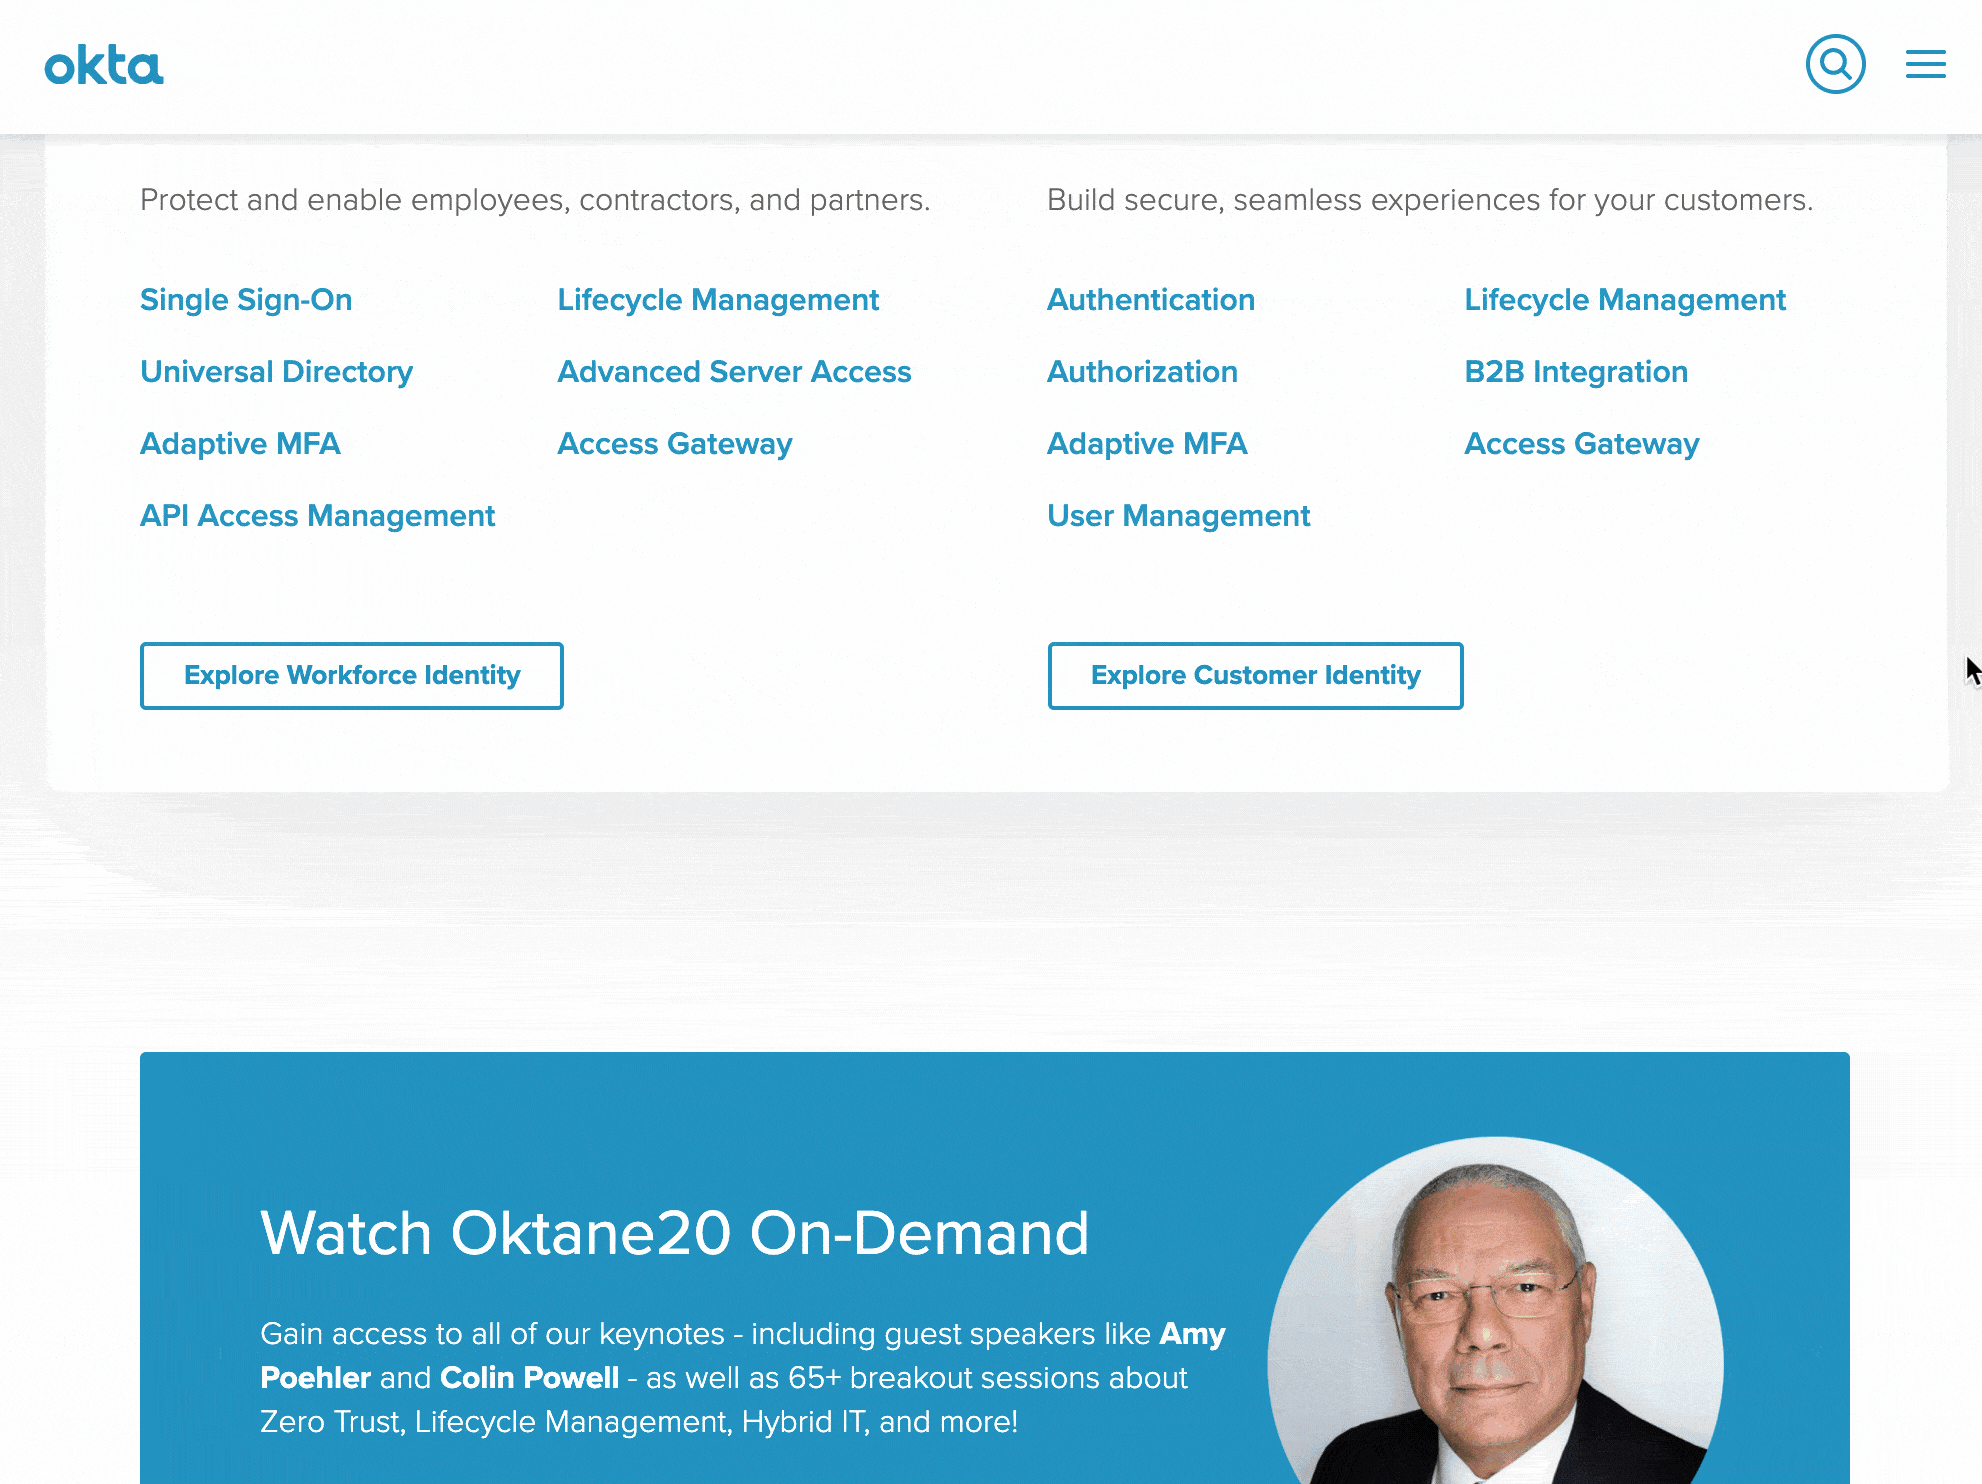 okta
Protect and enable employees, contractors, and partners.
Single Sign-On
Universal Directory
Adaptive MFA
API Access Management
Lifecycle Management
Advanced Server Access
Access Gateway
Explore Workforce Identity
Build secure, seamless experiences for your customers.
Authentication
Authorization
Adaptive MFA
User Management
Lifecycle Management
B2B Integration
Access Gateway
Explore Customer Identity
Watch Oktane20 On-Demand
Gain access to all of our keynotes - including guest speakers like Amy
Poehler and Colin Powell - as well as 65+ breakout sessions about
Zero Trust, Lifecycle Management, Hybrid IT, and more!